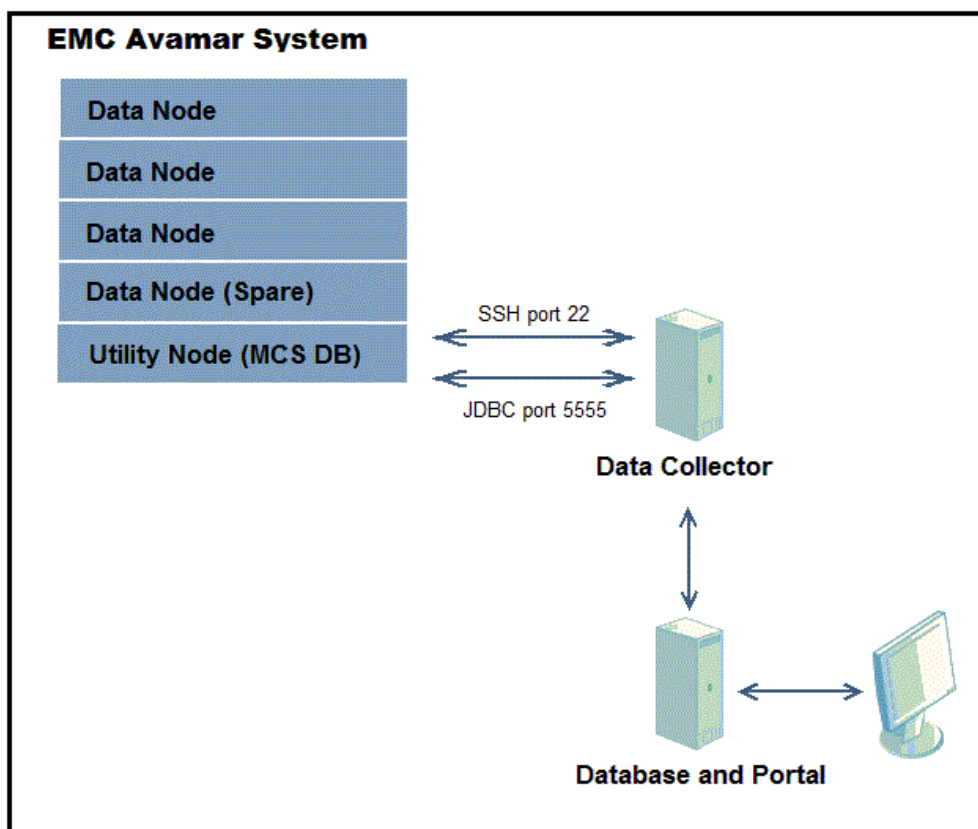 EMC Avamar System
Data Node
Data Node
Data Node
Data Node (Spare)
Utility Node (MCS DB)
SSH port 22
JDBC port 5555
Data Collector
Database and Portal